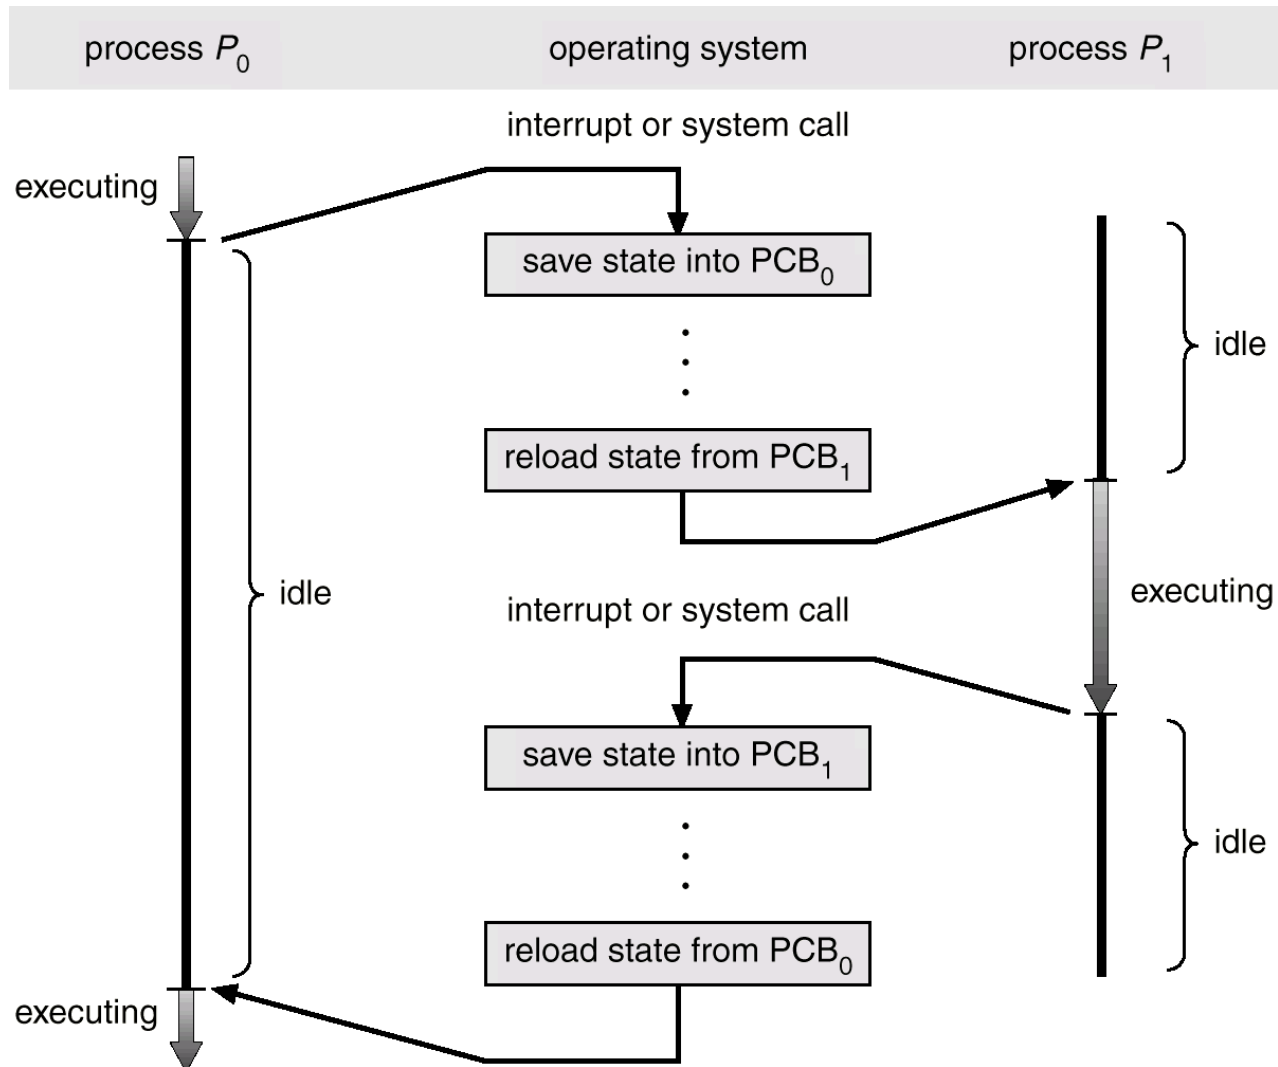 process P0 operating system process P1
interrupt or system call
executing
save state into PCB0
idle
reload state from PCB1
idle
interrupt or system call
executing
save state into PCB1
idle
reload state from PCB0
executing